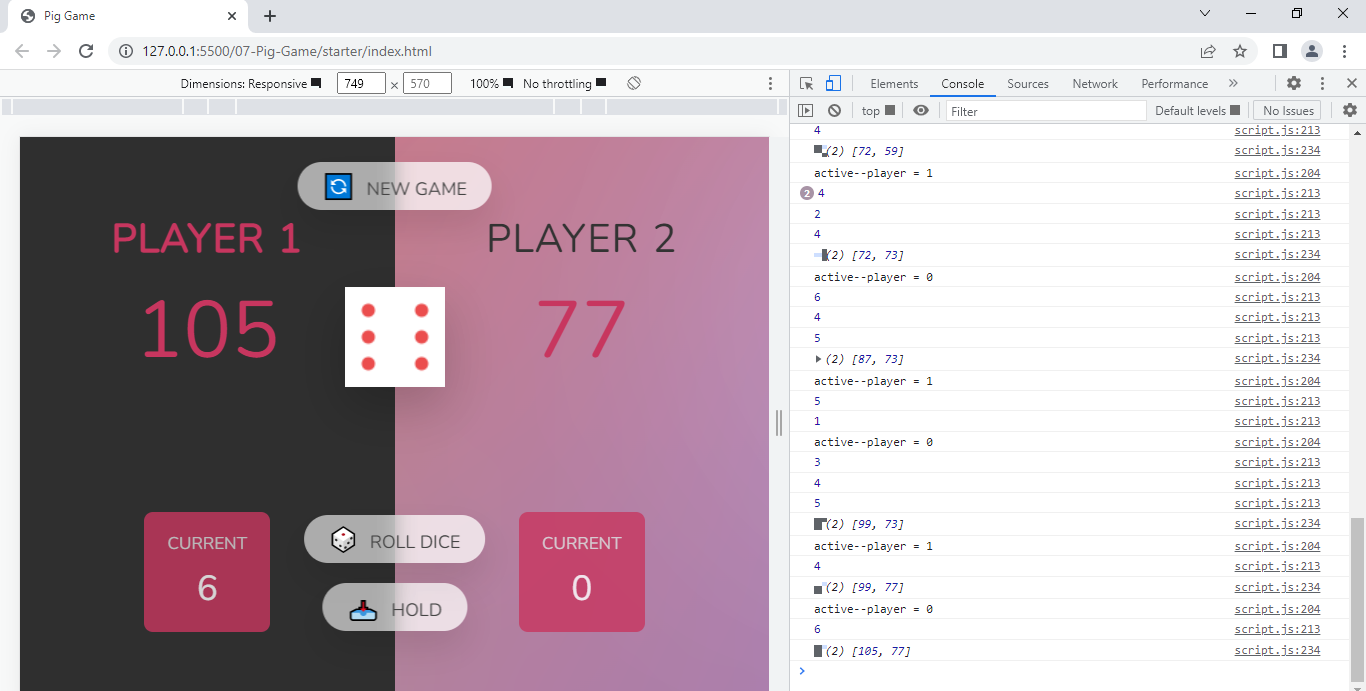 Pig Game
127.0.0.1:5500/07-Pig-Game/starter/index.html
Dimensions: Responsive 749 × 570 100% No throttling
Elements Console Sources Network Performance »
top Filter Default levels No Issues
NEW GAME
PLAYER 1
105
PLAYER 2
77
CURRENT
6
ROLL DICE
HOLD
CURRENT
0
4 script.js:213
(2) [72, 59] script.js:234
active--player = 1 script.js:204
2 4 script.js:213
2 script.js:213
4 script.js:213
(2) [72, 73] script.js:234
active--player = 0 script.js:204
6 script.js:213
4 script.js:213
5 script.js:213
(2) [87, 73] script.js:234
active--player = 1 script.js:204
5 script.js:213
1 script.js:213
active--player = 0 script.js:204
3 script.js:213
4 script.js:213
5 script.js:213
(2) [99, 73] script.js:234
active--player = 1 script.js:204
4 script.js:213
(2) [99, 77] script.js:234
active--player = 0 script.js:204
6 script.js:213
(2) [105, 77] script.js:234